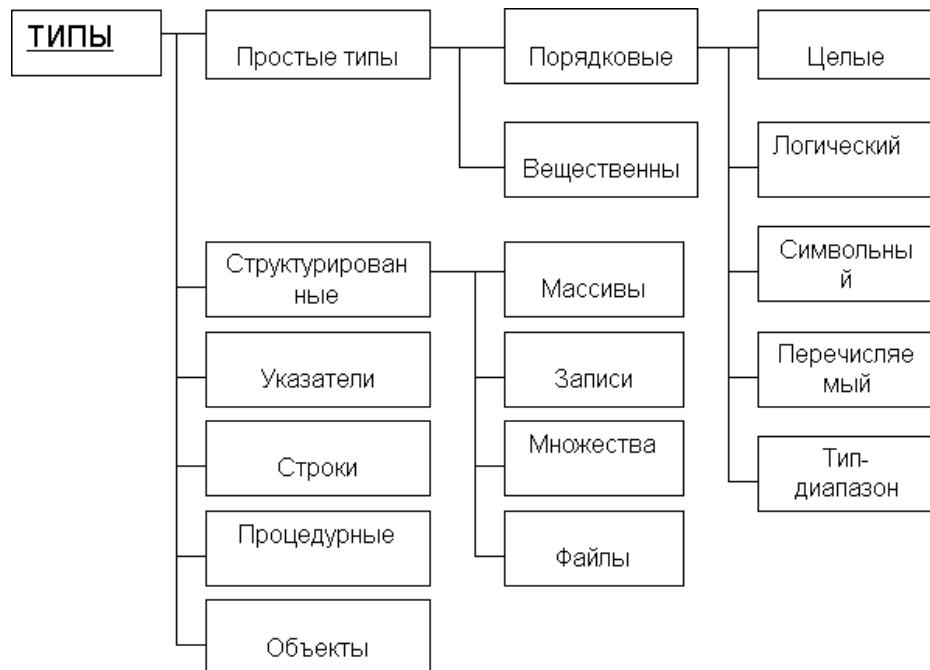 ТИПЫ
Простые типы
Порядковые
Целые
Вещественны
Логический
Структурирован
ные
Массивы
Символьны
й
Указатели
Записи
Перечисляе
мый
Строки
Множества
Тип-
диапазон
Процедурные
Файлы
Объекты